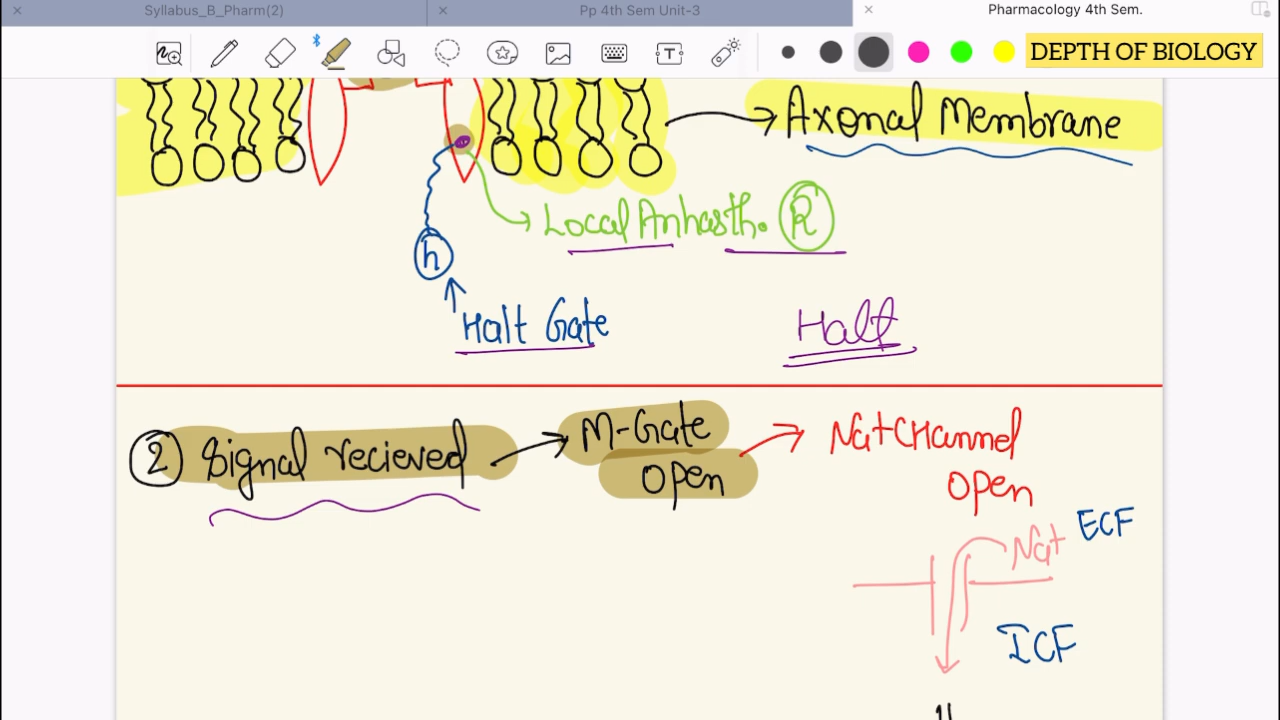 Syllabus_B_Pharm(2)
Pp 4th Sem Unit-3
Pharmacology 4th Sem.
DEPTH OF BIOLOGY
Axonal Membrane
Local Anhasth. R
h
Halt Gate
Halt
2 Signal recieved
M-Gate
open
Na+ CHannel
open
Na+
ECF
ICF